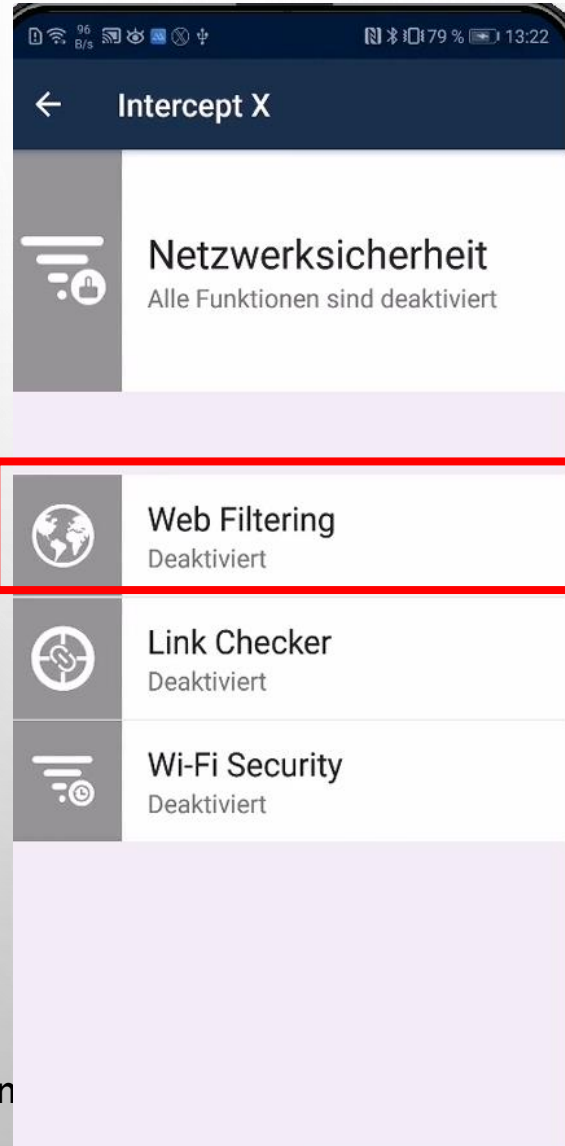 96
B/s
79 %
13:22
Intercept X
Netzwerksicherheit
Alle Funktionen sind deaktiviert
Web Filtering
Deaktiviert
Link Checker
Deaktiviert
Wi-Fi Security
Deaktiviert